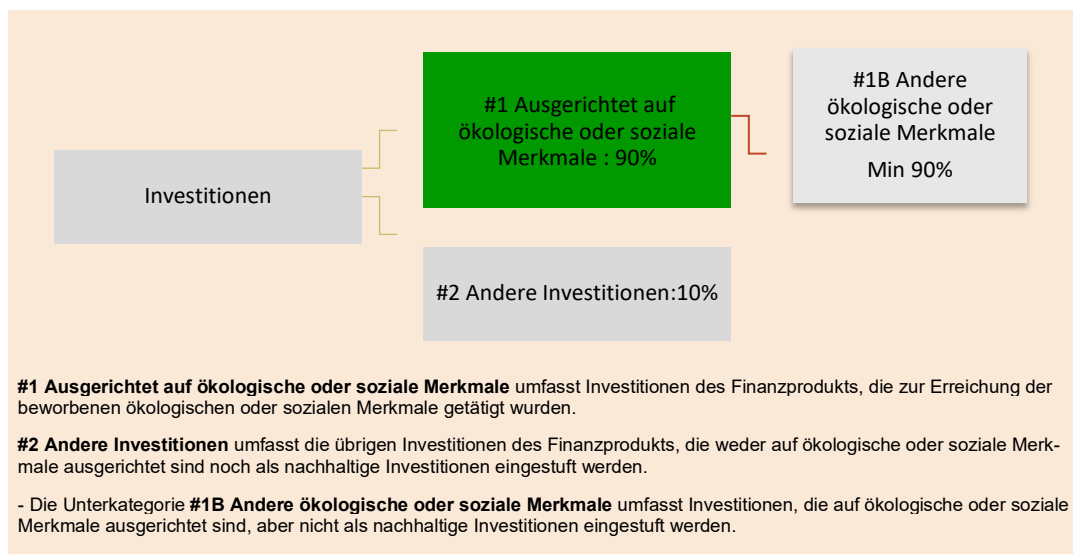 #1 Ausgerichtet auf
ökologische oder soziale
Merkmale : 90%
#1B Andere
ökologische oder
soziale Merkmale
Min 90%
Investitionen
#2 Andere Investitionen:10%
#1 Ausgerichtet auf ökologische oder soziale Merkmale umfasst Investitionen des Finanzprodukts, die zur Erreichung der
beworbenen ökologischen oder sozialen Merkmale getätigt wurden.
#2 Andere Investitionen umfasst die übrigen Investitionen des Finanzprodukts, die weder auf ökologische oder soziale Merk-
male ausgerichtet sind noch als nachhaltige Investitionen eingestuft werden.
- Die Unterkategorie #1B Andere ökologische oder soziale Merkmale umfasst Investitionen, die auf ökologische oder soziale
Merkmale ausgerichtet sind, aber nicht als nachhaltige Investitionen eingestuft werden.